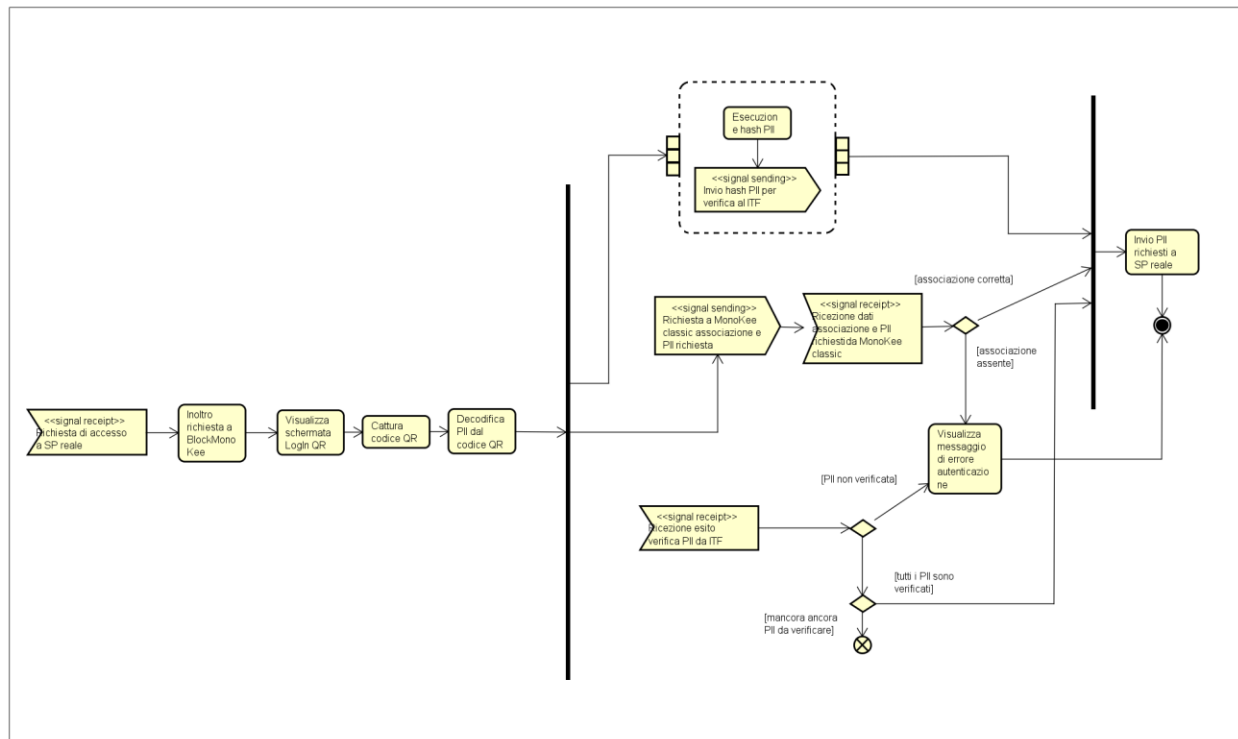 <<signal receipt>>
Richiesta di accesso
a SP reale
Inoltro
richiesta a
BlockMono
Kee
Visualizza
schermata
LogIn QR
Cattura
codice QR
Decodifica
PII dal
codice QR
Esecuzion
e hash PII
<<signal sending>>
Invio hash PII per
verifica al ITF
<<signal sending>>
Richiesta a MonoKee
classic associazione e
PII richiesta
<<signal receipt>>
Ricezione dati
associazione e PII
richiestida MonoKee
classic
[associazione corretta]
[associazione
assente]
Invio PII
richiesti a
SP reale
Visualizza
messaggio
di errore
autenticazio
ne
[PII non verificata]
<<signal receipt>>
Ricezione esito
verifica PII da ITF
[tutti i PII sono
verificati]
[mancora ancora
PII da verificare]